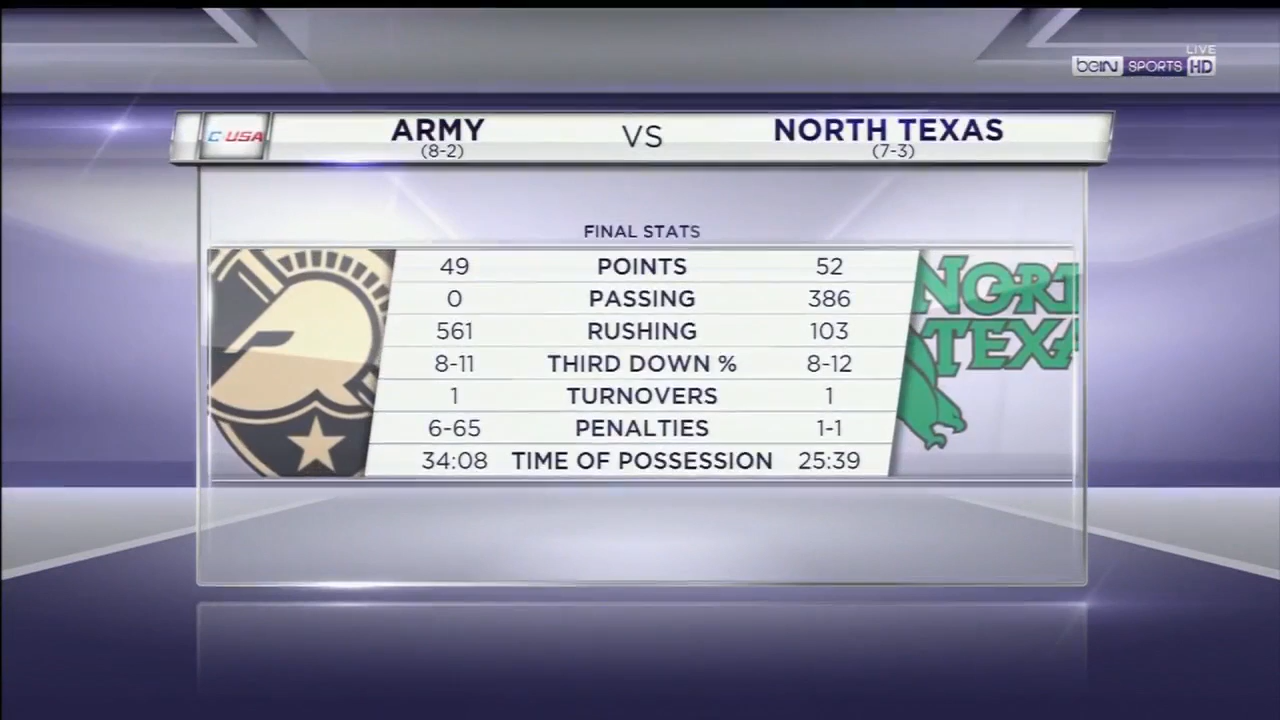 LIVE
beIN SPORTS HD
C-USA
ARMY VS NORTH TEXAS
(8-2) (7-3)
FINAL STATS
49 POINTS 52
0 PASSING 386
561 RUSHING 103
8-11 THIRD DOWN % 8-12
1 TURNOVERS 1
6-65 PENALTIES 1-1
34:08 TIME OF POSSESSION 25:39
NORT
TEXA